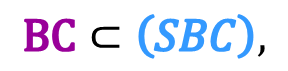 BC ⊂ (SBC),